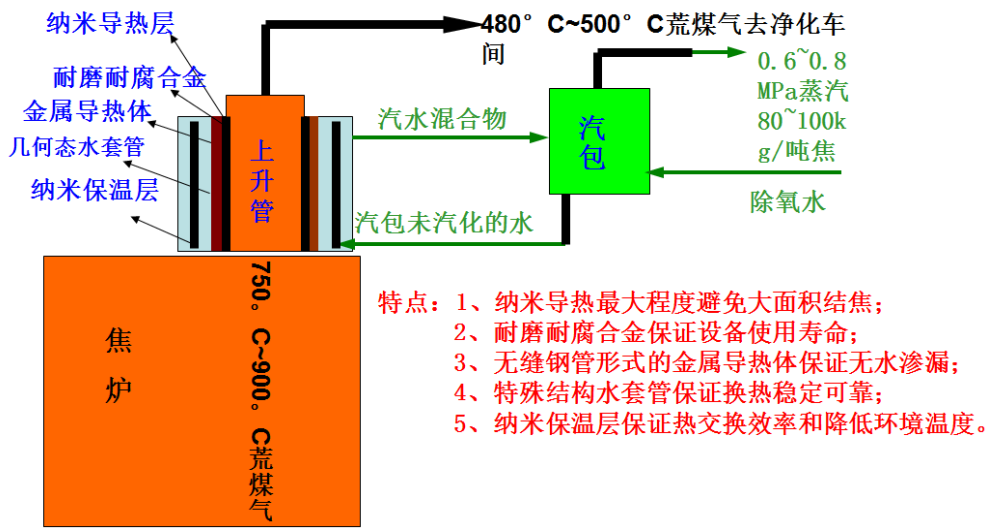 纳米导热层
耐磨耐腐合金
金属导热体
几何态水套管
纳米保温层
480°C~500°C荒煤气去净化车
间
上升管
汽水混合物
汽包未汽化的水
汽包
0.6~0.8
MPa蒸汽
80~100k
g/吨焦
除氧水
焦炉
750。C~900。C荒煤气
特点：1、纳米导热最大程度避免大面积结焦；
2、耐磨耐腐合金保证设备使用寿命；
3、无缝钢管形式的金属导热体保证无水渗漏；
4、特殊结构水套管保证换热稳定可靠；
5、纳米保温层保证热交换效率和降低环境温度。